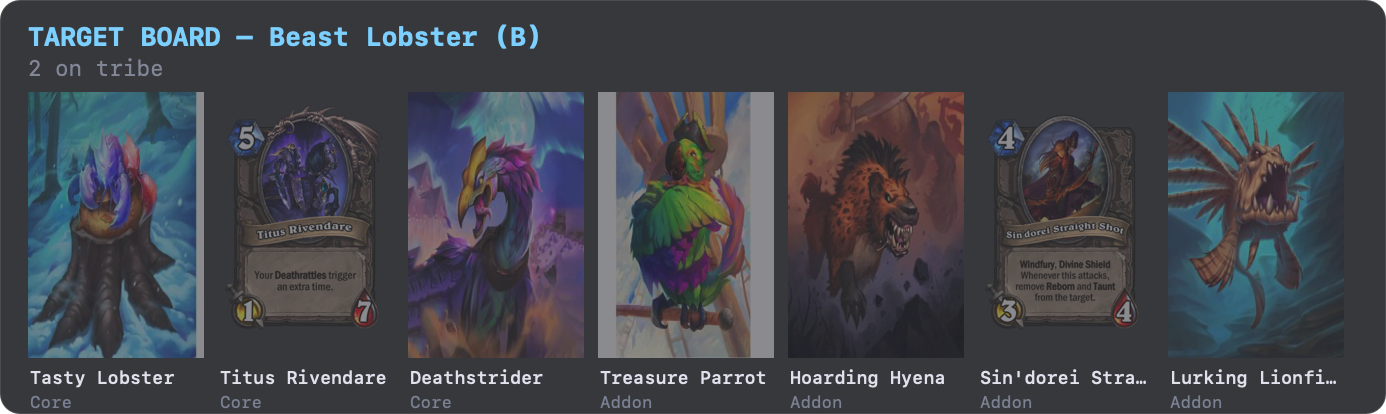 TARGET BOARD — Beast Lobster (B)
2 on tribe
5
Titus Rivendare
Your Deathrattles trigger
an extra time.
1
7
4
Sin'dorei Straight Shot
Windfury, Divine Shield
Whenever this attacks,
remove Reborn and Taunt
from the target.
3
4
Tasty Lobster
Titus Rivendare
Deathstrider
Treasure Parrot
Hoarding Hyena
Sin'dorei Stra…
Lurking Lionfi…
Core
Core
Core
Addon
Addon
Addon
Addon